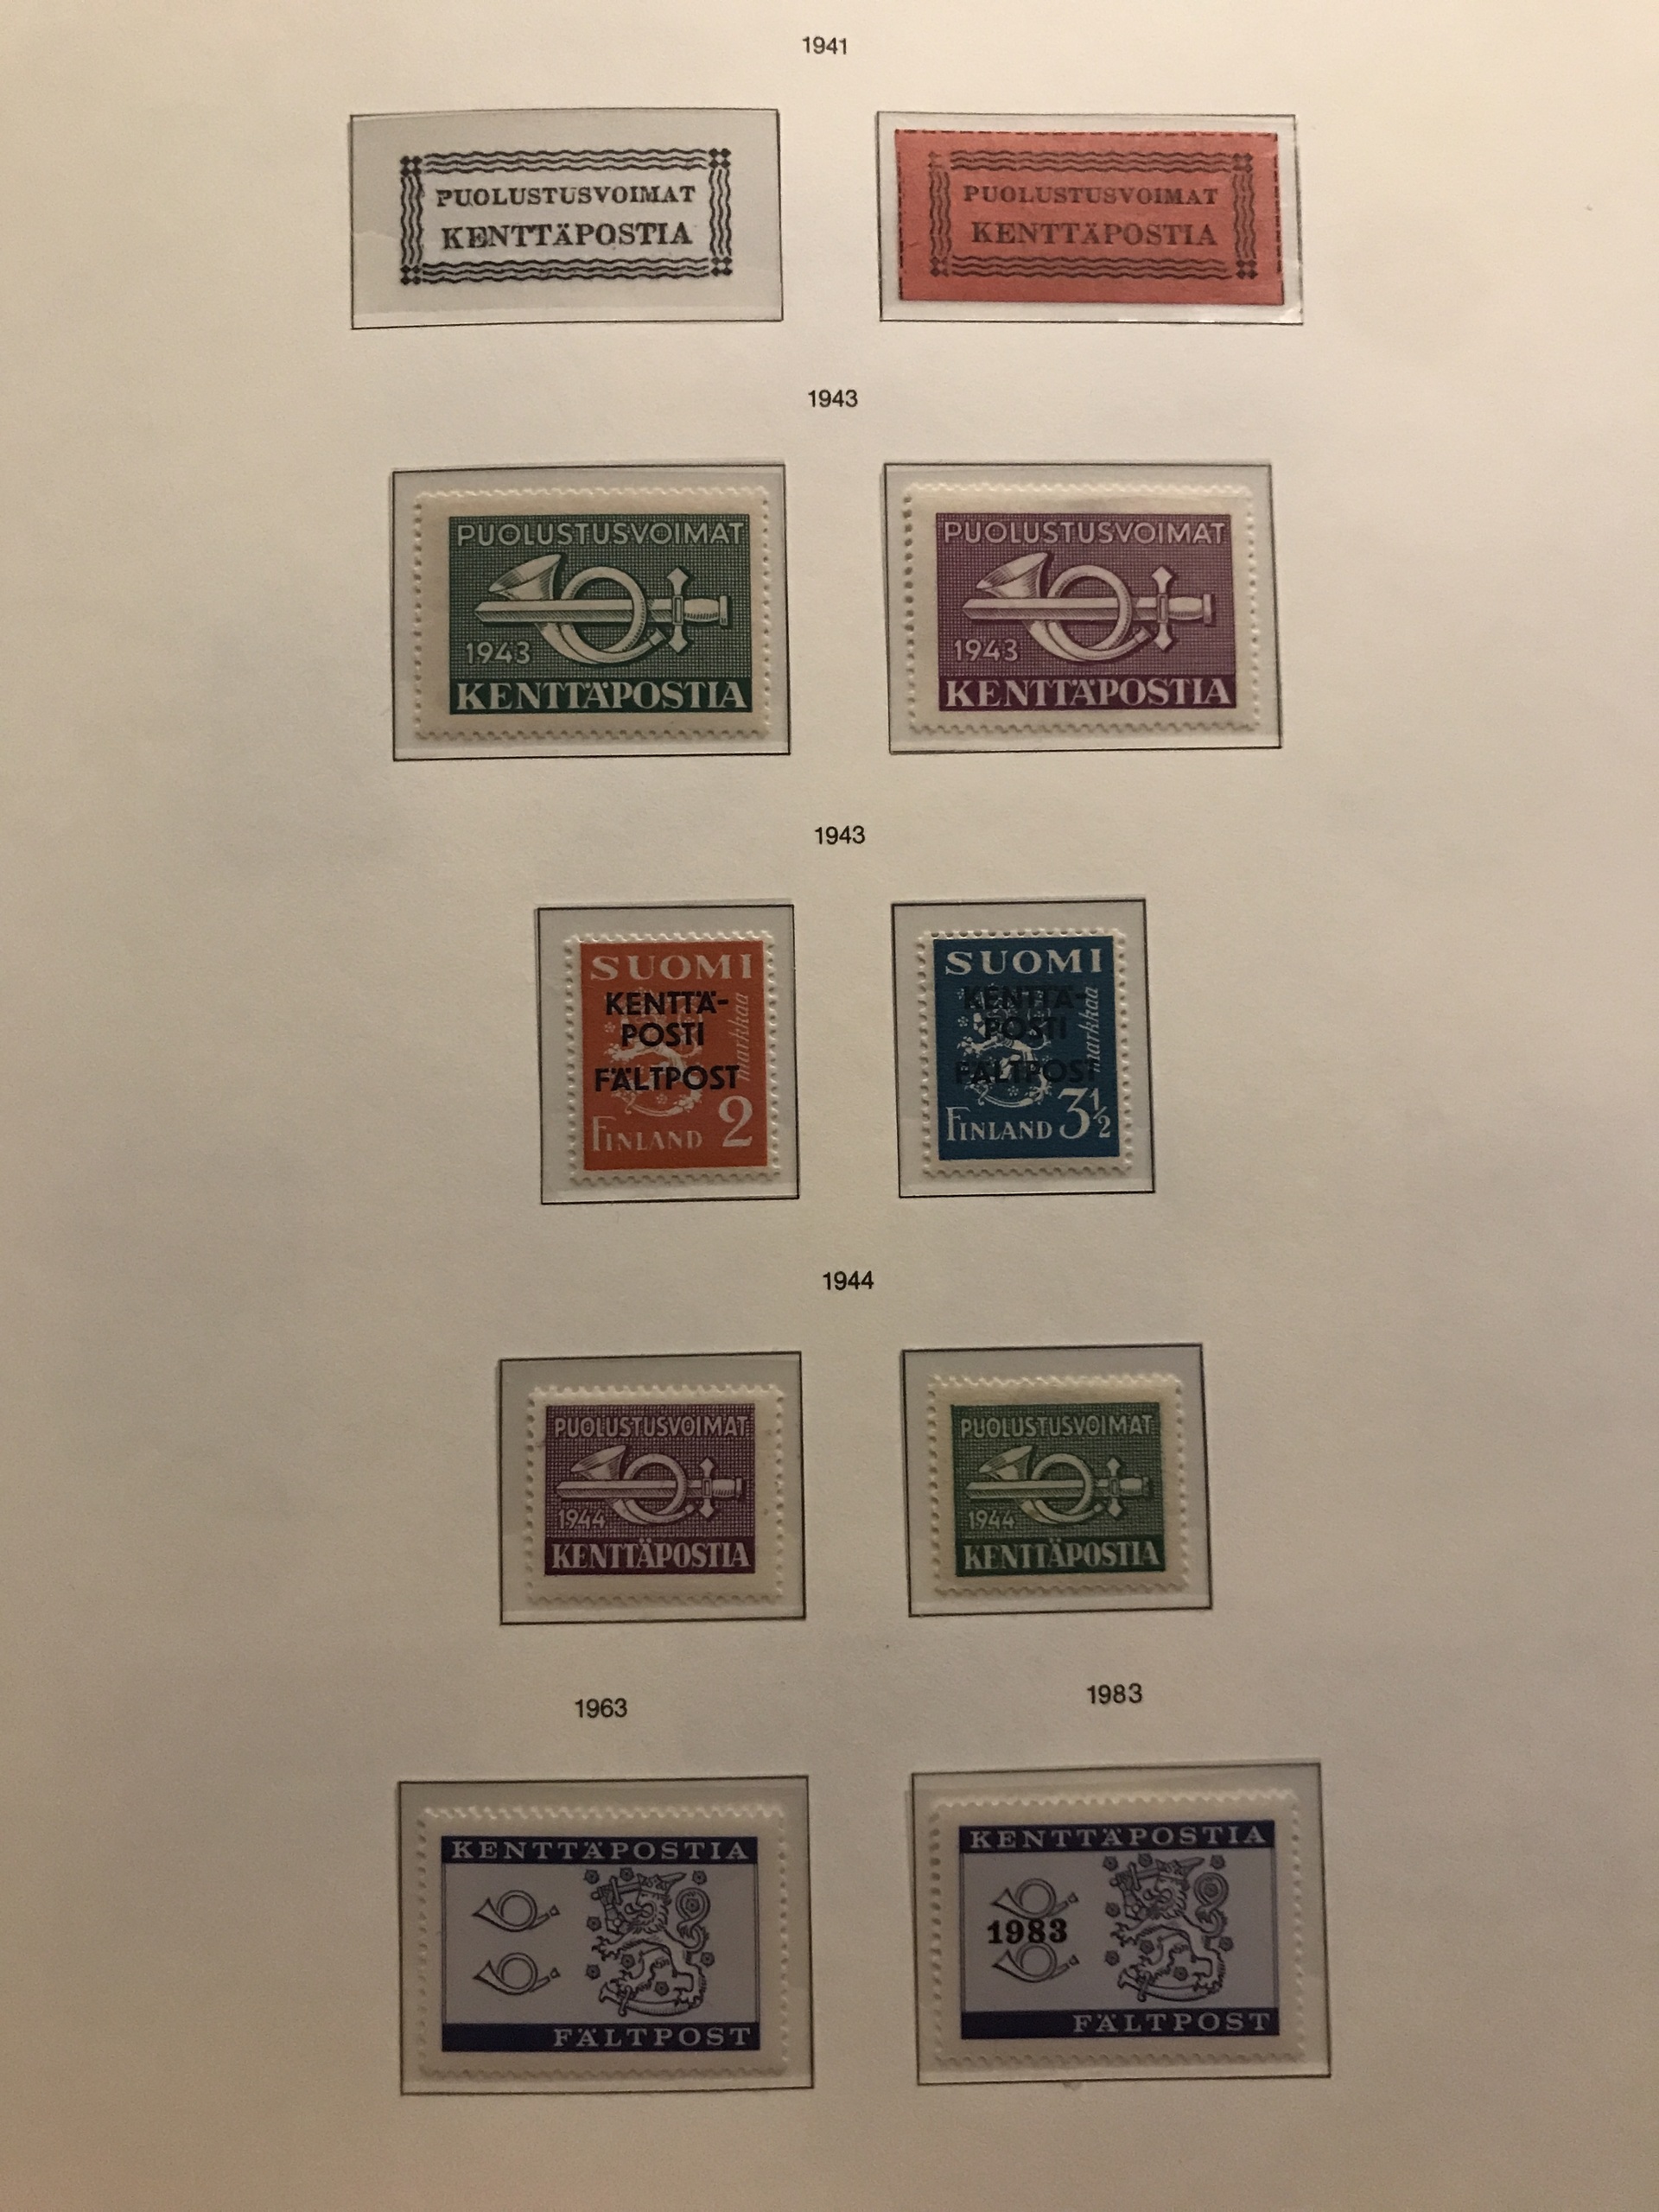 1941
PUOLUSTUSVOIMAT
KENTTÄPOSTIA
PUOLUSTUSVOIMAT
KENTTÄPOSTIA
1943
PUOLUSTUSVOIMAT
1943
KENTTÄPOSTIA
PUOLUSTUSVOIMAT
1943
KENTTÄPOSTIA
1943
SUOMI
KENTTÄ-
POSTI
FÄLTPOST
markkaa
FINLAND 2
SUOMI
KENTTÄ-
POSTI
FÄLTPOST
markkaa
FINLAND 3½
1944
PUOLUSTUSVOIMAT
1944
KENTTÄPOSTIA
PUOLUSTUSVOIMAT
1944
KENTTÄPOSTIA
1963
KENTTÄPOSTIA
FÄLTPOST
1983
KENTTÄPOSTIA
1983
FÄLTPOST